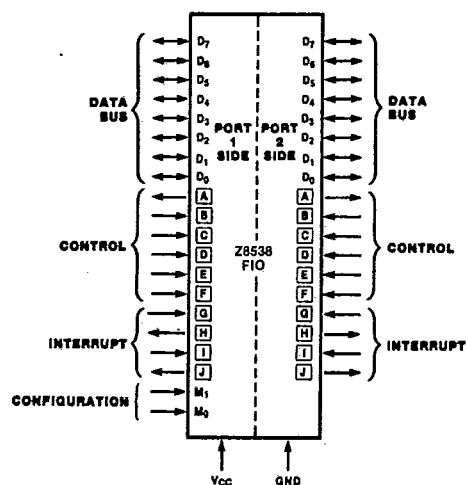 D7 D7
D6 D6
D5 D5
D4 D4
DATA BUS D3 D3 DATA BUS
D2 PORT 1 SIDE PORT 2 SIDE D2
D1 D1
D0 D0
A A
B B
C C
CONTROL D Z8538 FIO D CONTROL
E E
F F
G G
H H
INTERRUPT I I INTERRUPT
J J
CONFIGURATION M1
M0
VCC GND